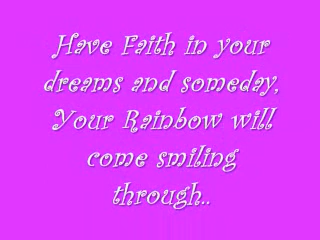 Have Faith in your
dreams and someday,
Your Rainbow will
come smiling
through..